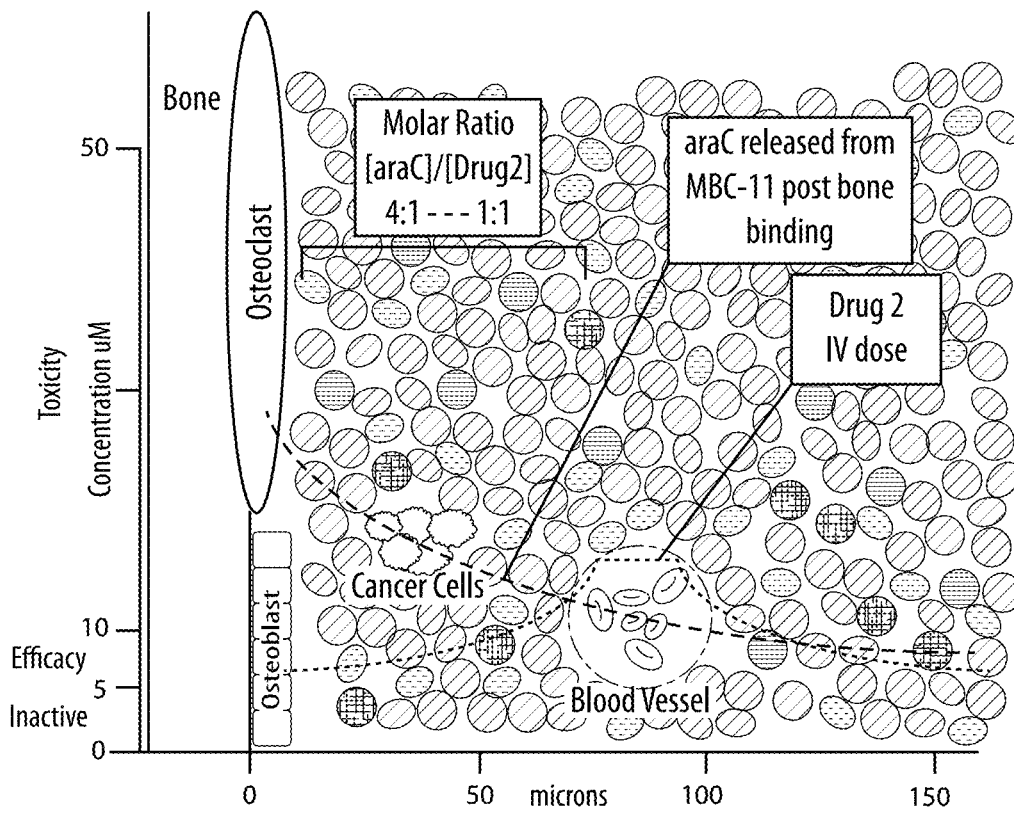 Bone
Osteoclast
Molar Ratio
[araC]/[Drug2]
4:1 - - - 1:1
araC released from
MBC-11 post bone
binding
Drug 2
IV dose
50
Toxicity
Concentration uM
Cancer Cells
Osteoblast
10
Efficacy
5
Inactive
0
Blood Vessel
0
50
microns
100
150